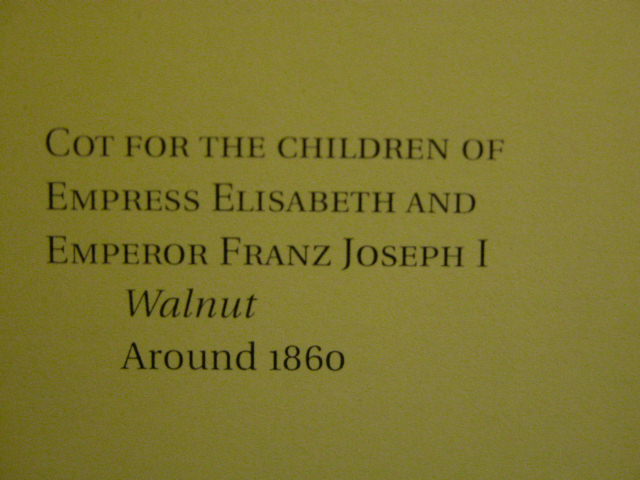 Cot for the children of
Empress Elisabeth and
Emperor Franz Joseph I
Walnut
Around 1860